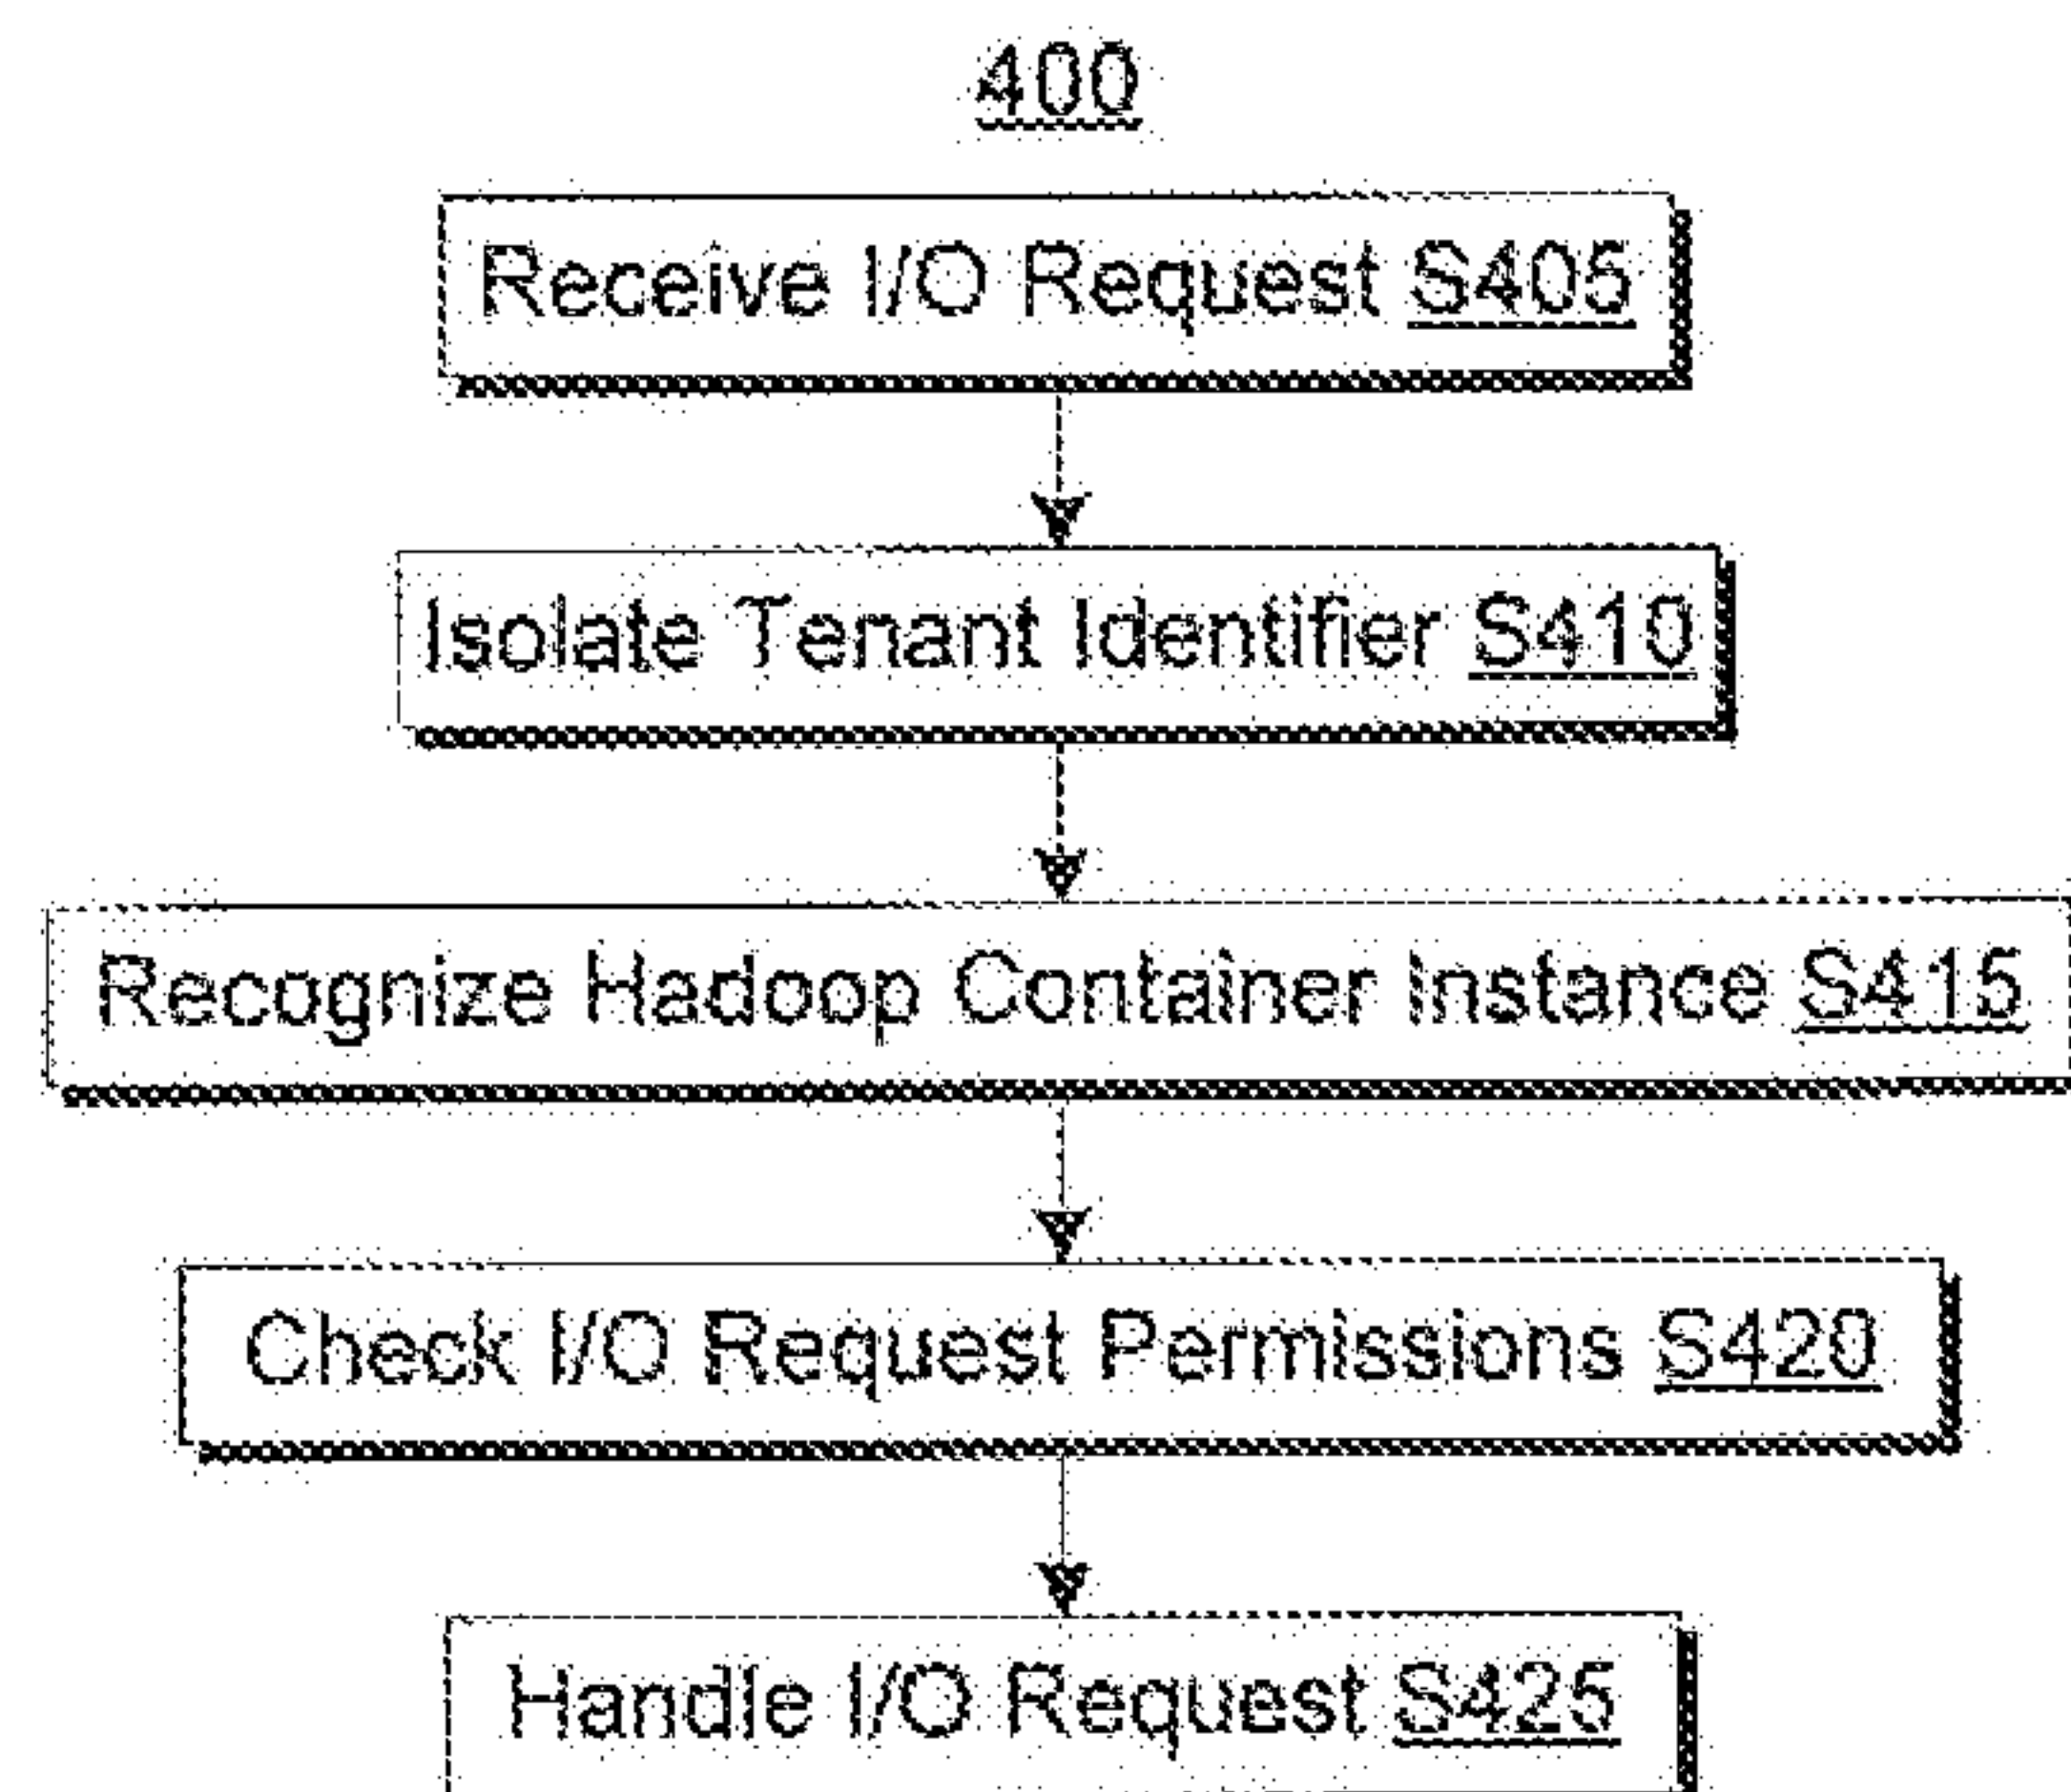 400
Receive I/O Request S405
Isolate Tenant Identifier S410
Recognize Hadoop Container Instance S415
Check I/O Request Permissions S420
Handle I/O Request S425